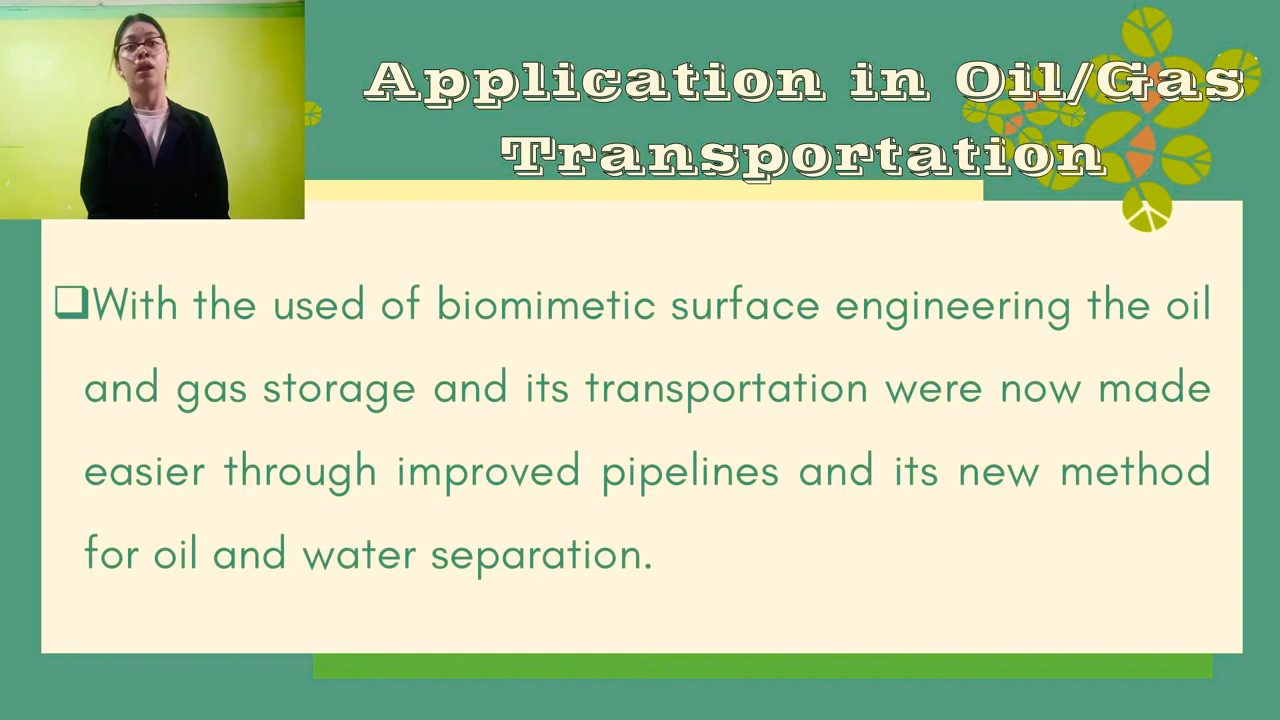 Application in Oil/Gas
Transportation
❑With the used of biomimetic surface engineering the oil
and gas storage and its transportation were now made
easier through improved pipelines and its new method
for oil and water separation.